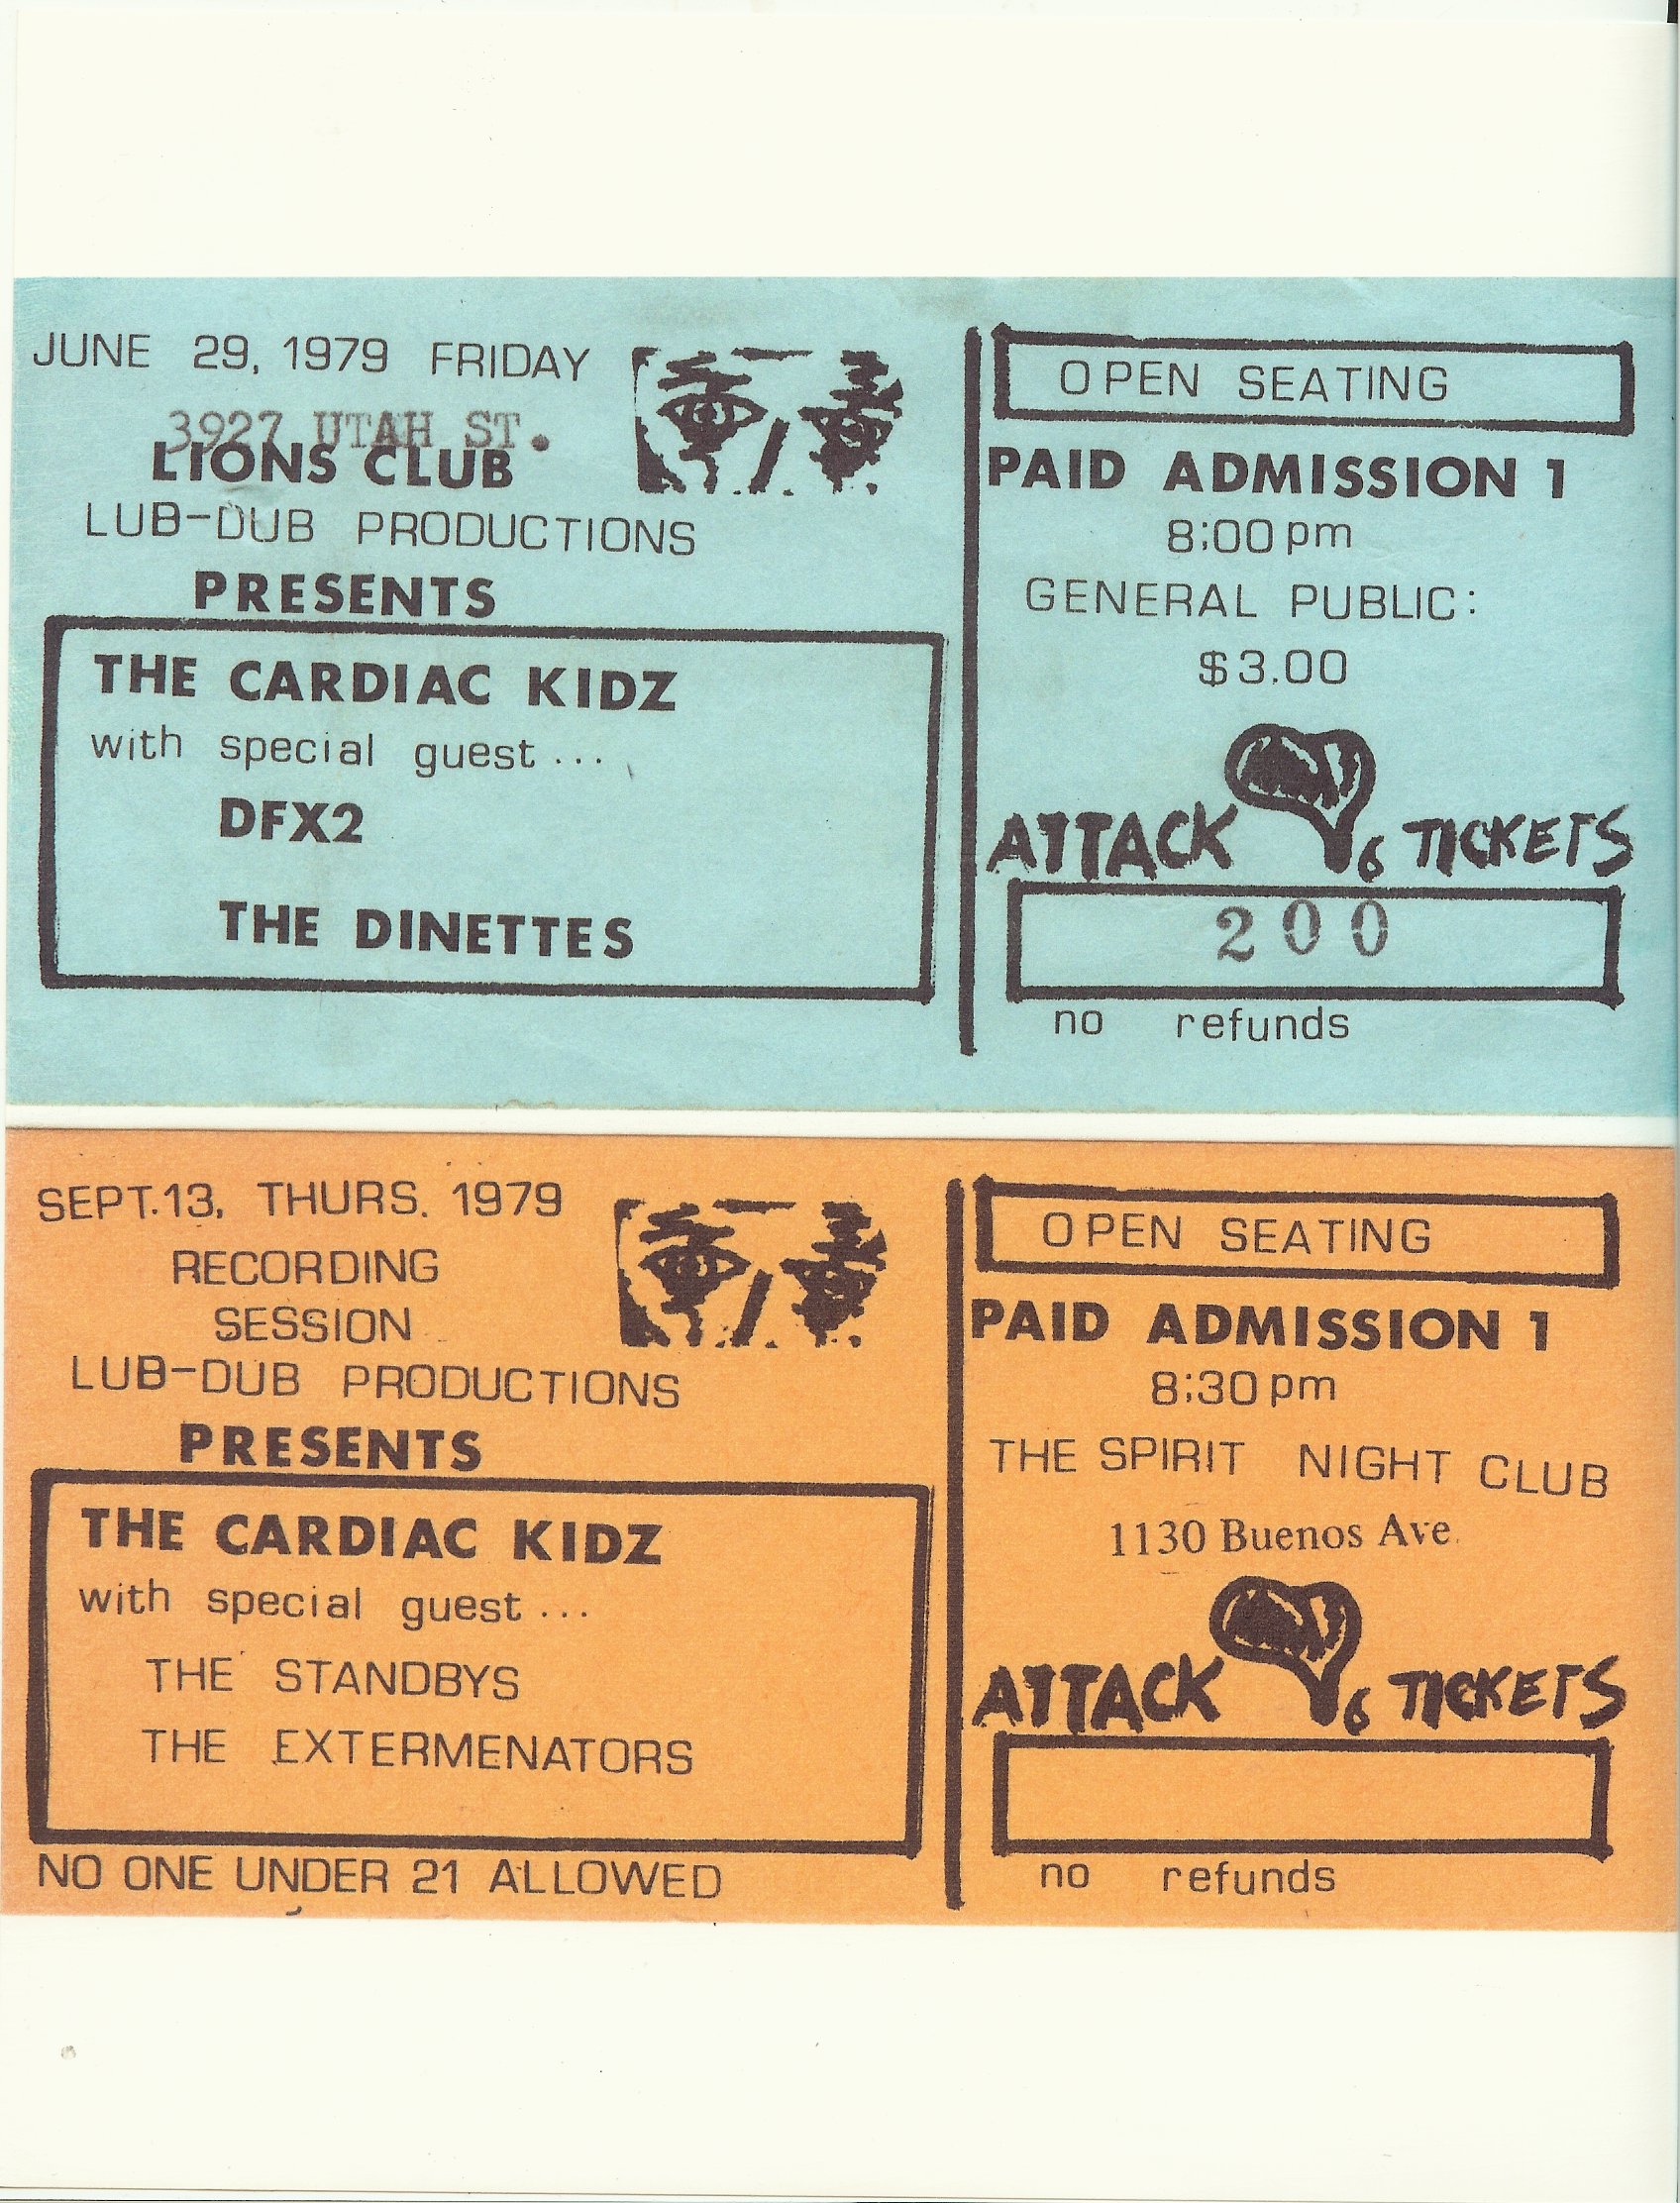 JUNE 29, 1979 FRIDAY
3927 UTAH ST.
LIONS CLUB
LUB-DUB PRODUCTIONS
PRESENTS
THE CARDIAC KIDZ
with special guest...
DFX2
THE DINETTES
OPEN SEATING
PAID ADMISSION 1
8:00 pm
GENERAL PUBLIC:
$3.00
ATTACK 6 TICKETS
200
no refunds
SEPT.13, THURS. 1979
RECORDING
SESSION
LUB-DUB PRODUCTIONS
PRESENTS
THE CARDIAC KIDZ
with special guest...
THE STANDBYS
THE EXTERMENATORS
NO ONE UNDER 21 ALLOWED
OPEN SEATING
PAID ADMISSION 1
8:30 pm
THE SPIRIT NIGHT CLUB
1130 Buenos Ave.
ATTACK 6 TICKETS
no refunds